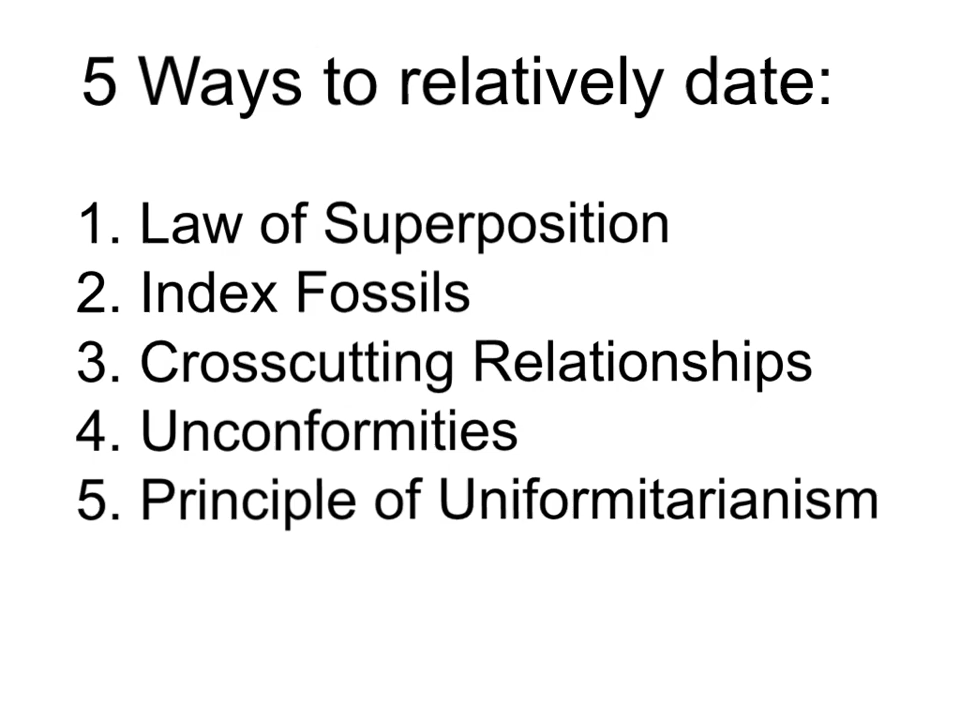 5 Ways to relatively date:
1. Law of Superposition
2. Index Fossils
3. Crosscutting Relationships
4. Unconformities
5. Principle of Uniformitarianism